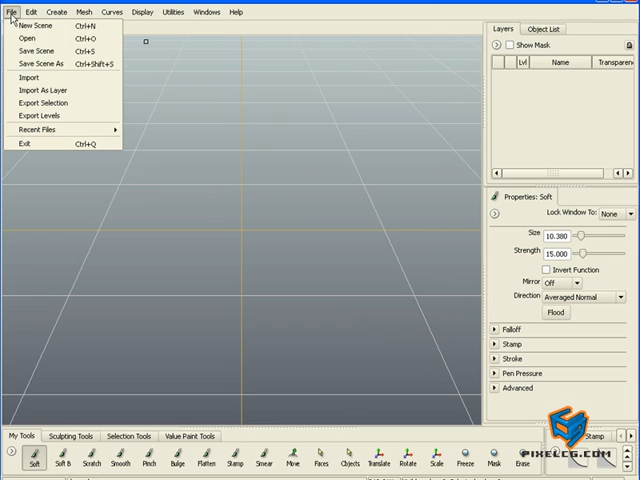 File Edit Create Mesh Curves Display Utilities Windows Help
New Scene Ctrl+N
Open Ctrl+O
Save Scene Ctrl+S
Save Scene As Ctrl+Shift+S
Import
Import As Layer
Export Selection
Export Levels
Recent Files
Exit Ctrl+Q
Layers Object List
Show Mask
Lvl Name Transparenc
Properties: Soft
Lock Window To: None
Size 10.380
Strength 15.000
Invert Function
Mirror Off
Direction Averaged Normal
Flood
Falloff
Stamp
Stroke
Pen Pressure
Advanced
My Tools Sculpting Tools Selection Tools Value Paint Tools
Stamp
Soft Soft B Scratch Smooth Pinch Bulge Flatten Stamp Smear Move Faces Objects Translate Rotate Scale Freeze Mask Erase
PIXELCG.COM